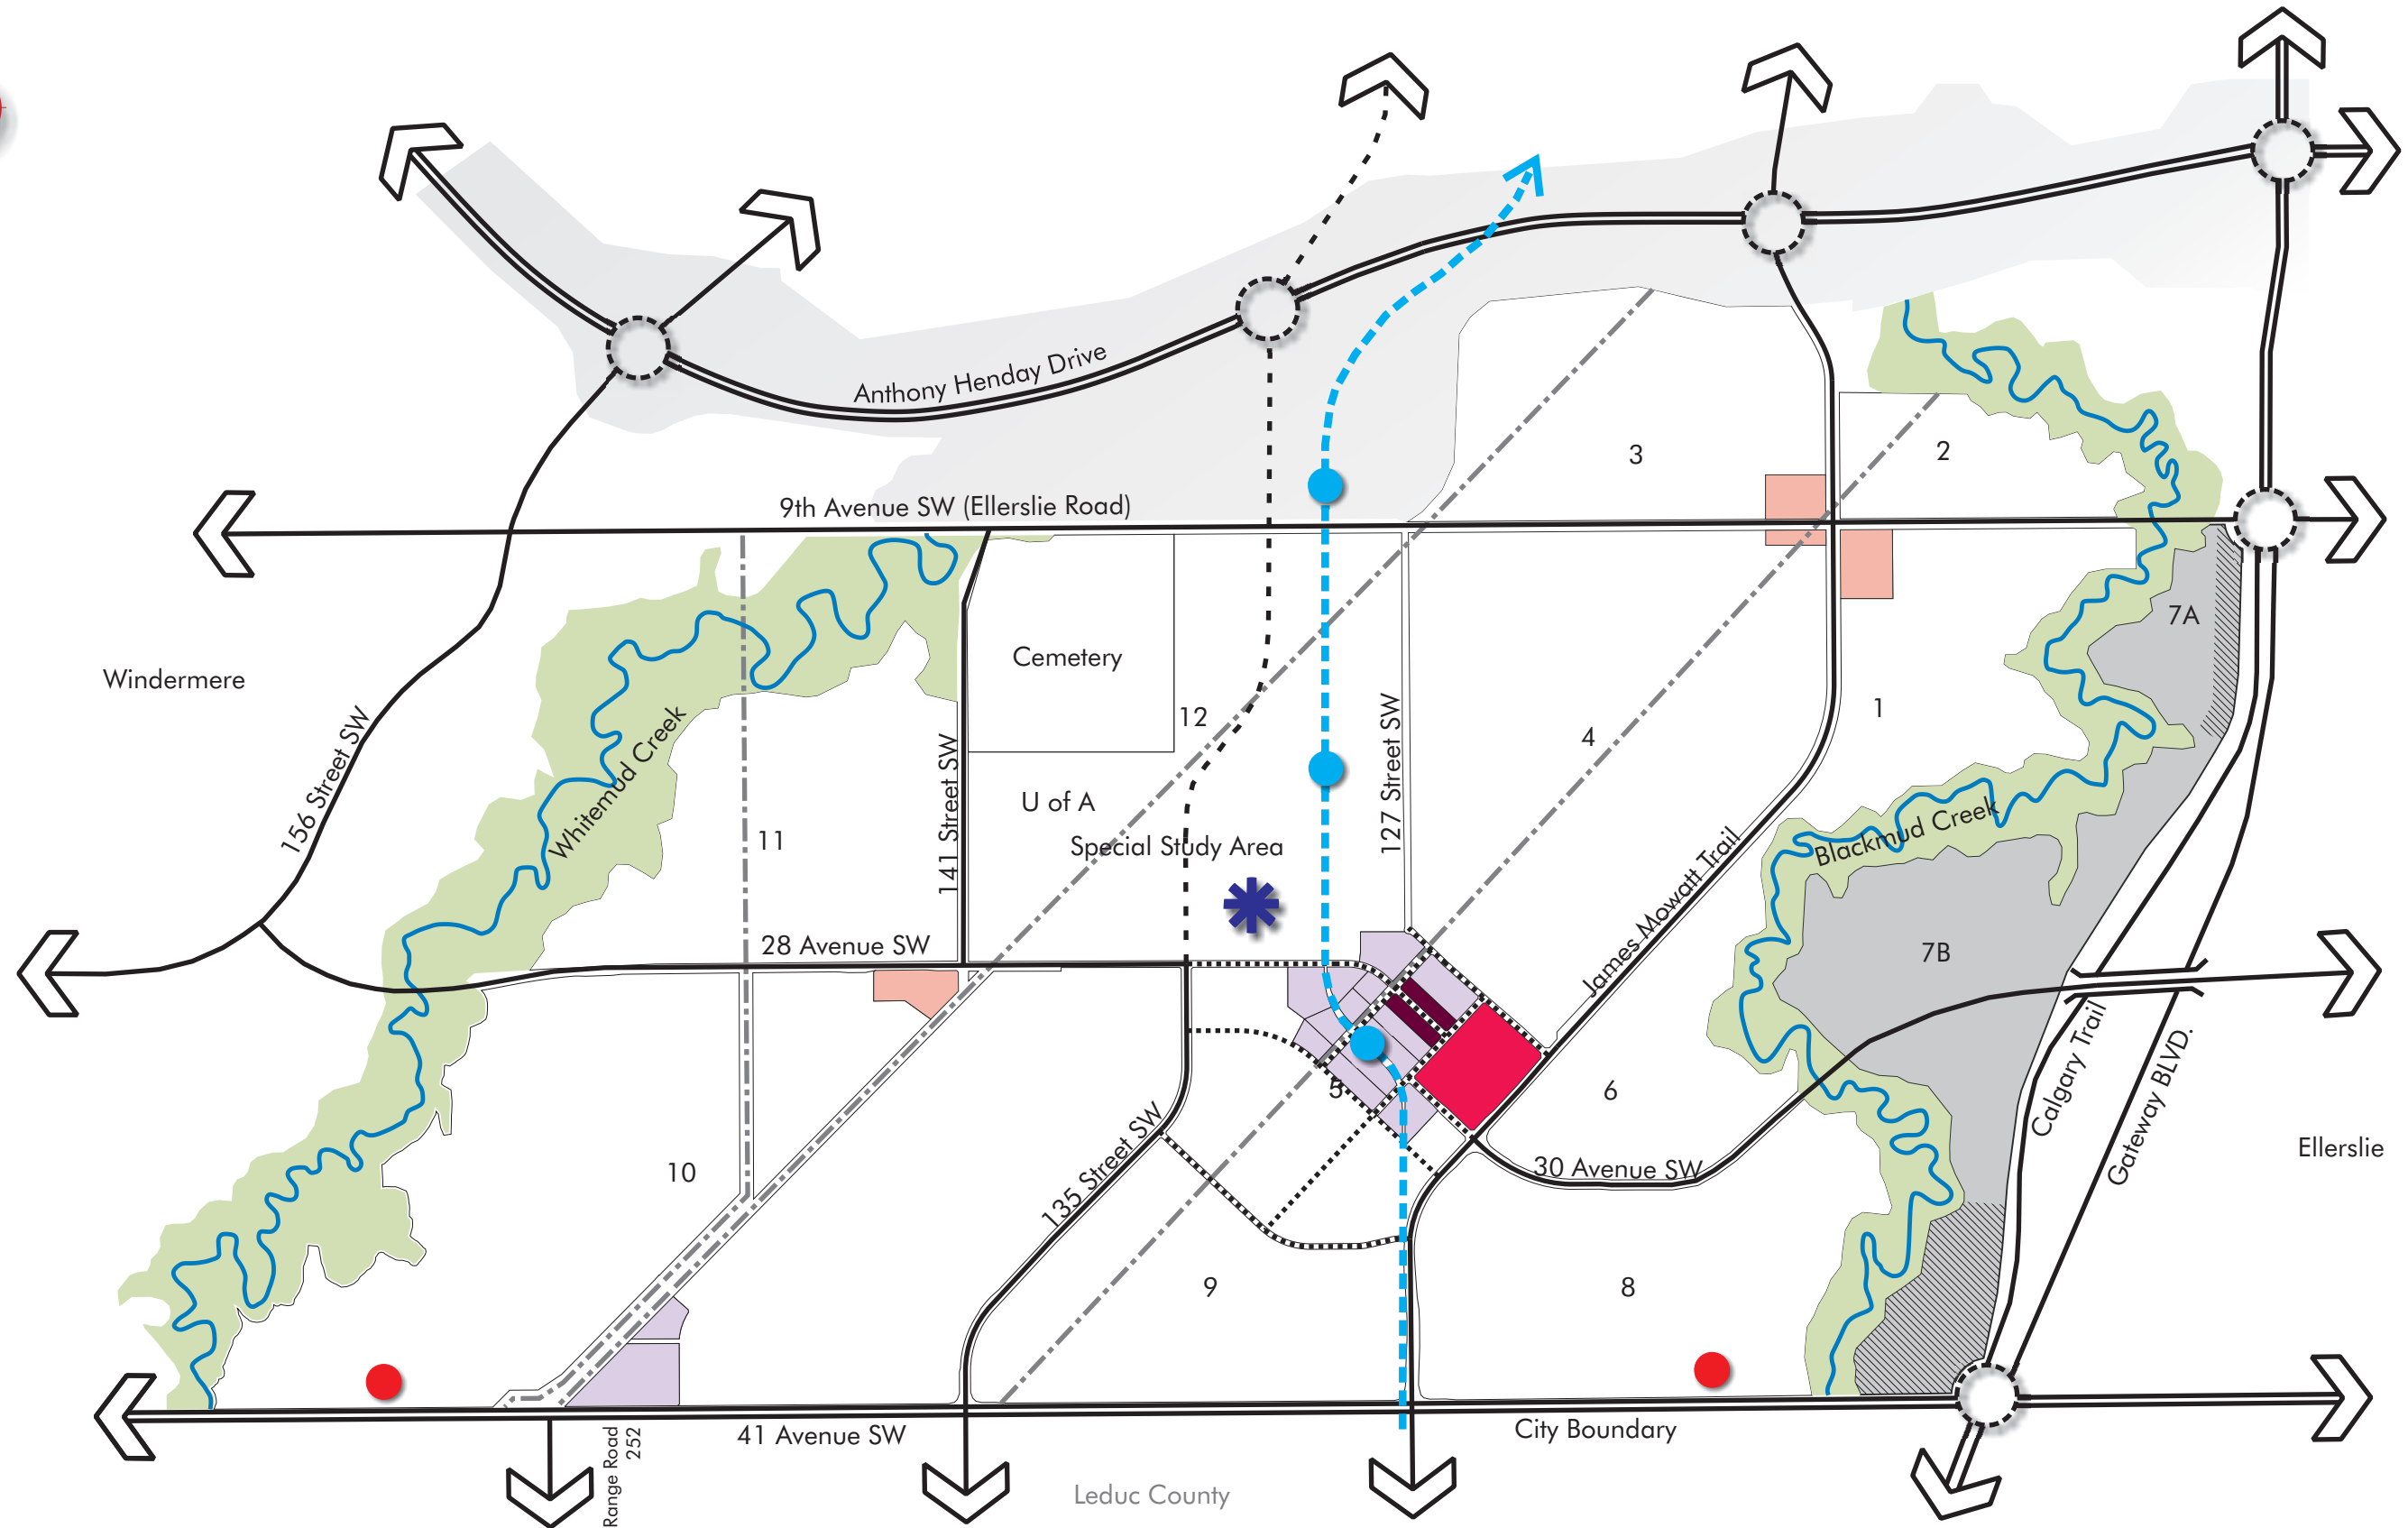 Anthony Henday Drive
3
2
9th Avenue SW (Ellerslie Road)
7A
Cemetery
Windermere
12
1
4
156 Street SW
Whitemud Creek
141 Street SW
127 Street SW
U of A
11
Special Study Area
Blackmud Creek
James Mowatt Trail
28 Avenue SW
7B
Calgary Trail
Gateway BLVD.
5
6
Ellerslie
10
135 Street SW
30 Avenue SW
9
8
41 Avenue SW
City Boundary
Range Road
252
Leduc County